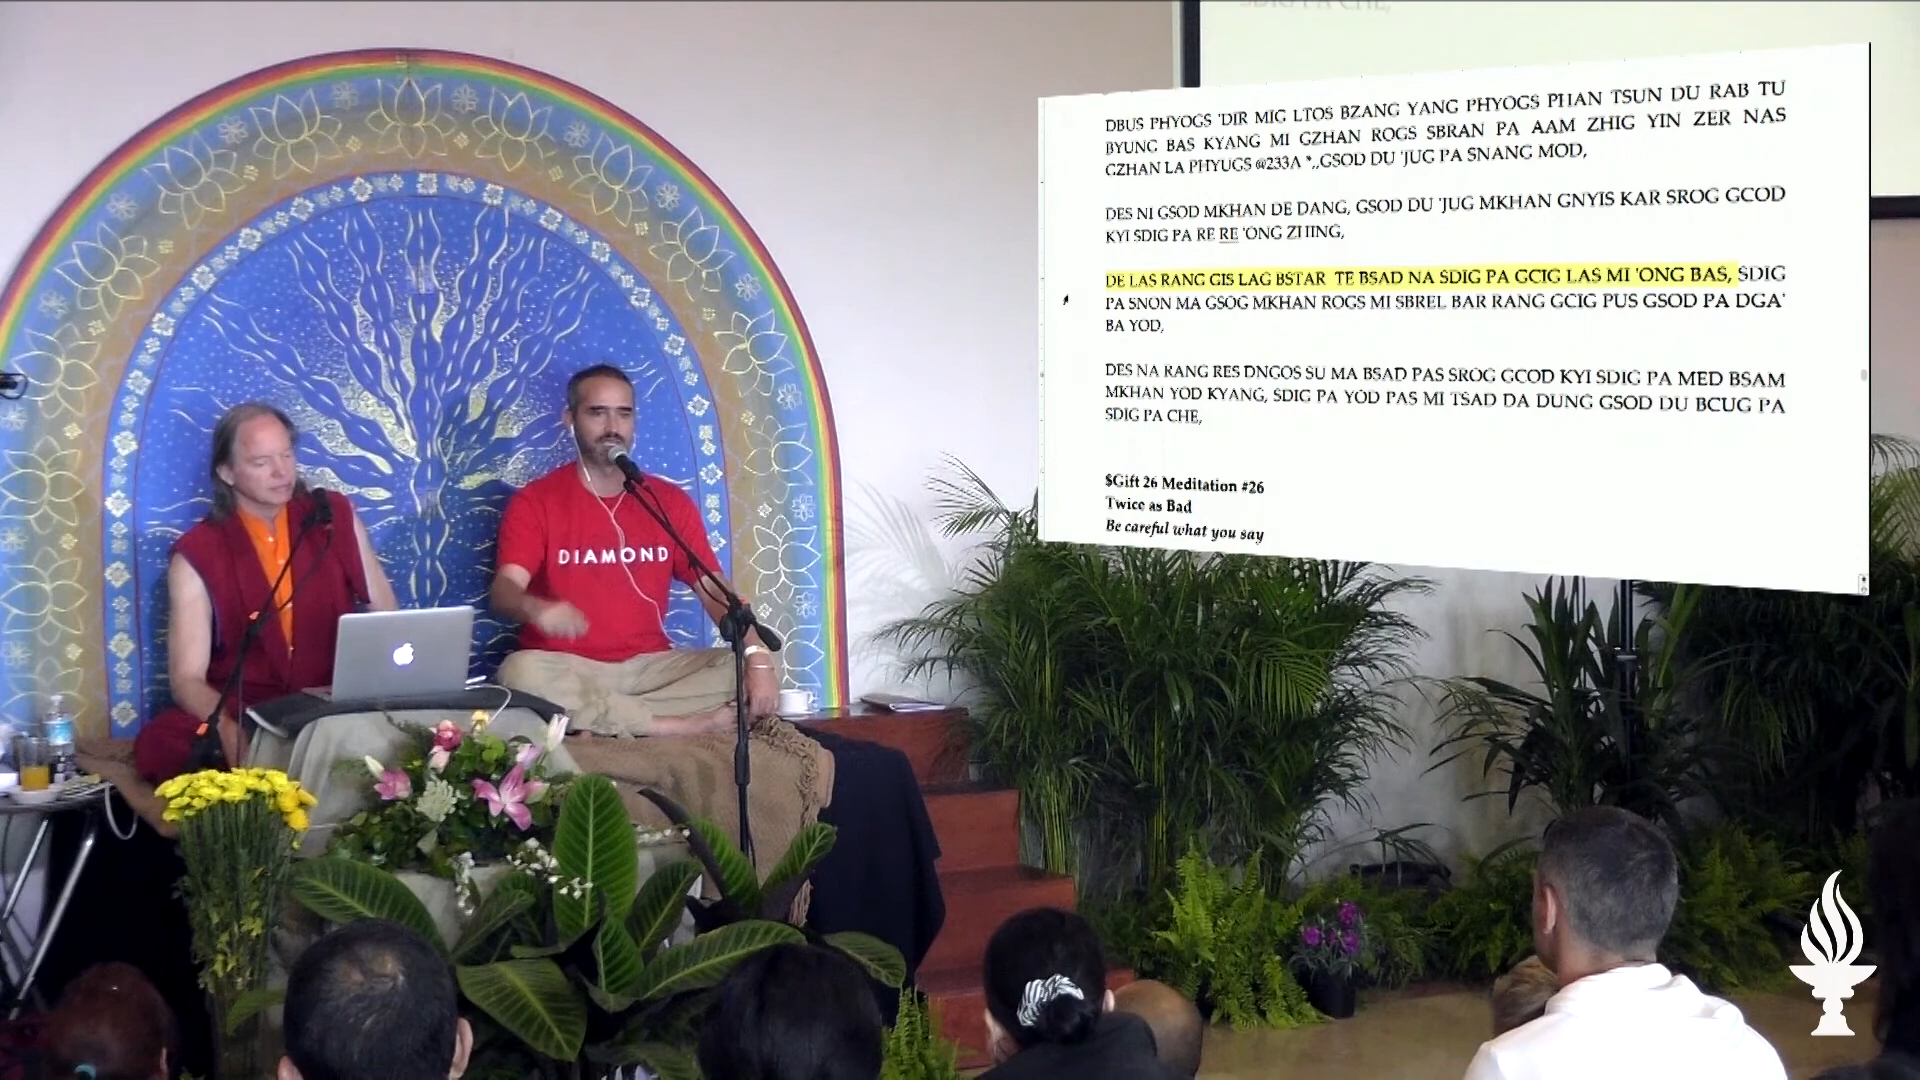 SDIG PA CHE,
DBUS PHYOGS 'DIR MIG LTOS BZANG YANG PHYOGS PHAN TSUN DU RAB TU
BYUNG BAS KYANG MI GZHAN ROGS SBRAN PA AAM ZHIG YIN ZER NAS
GZHAN LA PHYUGS @233A *,,GSOD DU 'JUG PA SNANG MOD,
DES NI GSOD MKHAN DE DANG, GSOD DU 'JUG MKHAN GNYIS KAR SROG GCOD
KYI SDIG PA RE RE 'ONG ZHING,
DE LAS RANG GIS LAG BSTAR TE BSAD NA SDIG PA GCIG LAS MI 'ONG BAS, SDIG
PA SNON MA GSOG MKHAN ROGS MI SBREL BAR RANG GCIG PUS GSOD PA DGA'
BA YOD,
DES NA RANG RES DNGOS SU MA BSAD PAS SROG GCOD KYI SDIG PA MED BSAM
MKHAN YOD KYANG, SDIG PA YOD PAS MI TSAD DA DUNG GSOD DU BCUG PA
SDIG PA CHE,
$Gift 26 Meditation #26
Twice as Bad
Be careful what you say
DIAMOND